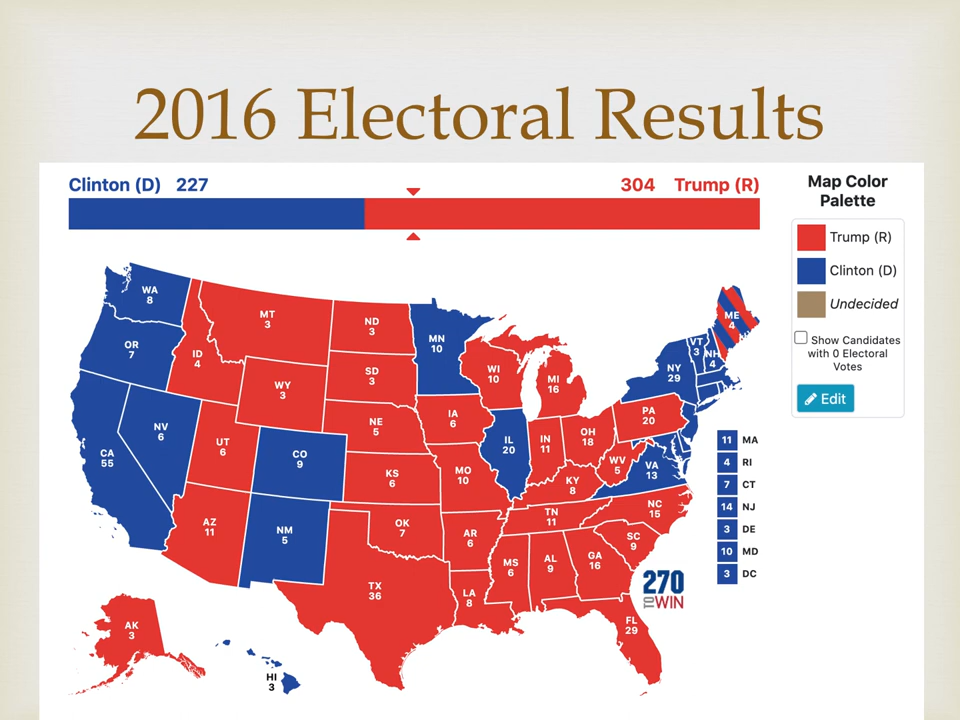 2016 Electoral Results
Clinton (D) 227
304 Trump (R)
Map Color
Palette
Trump (R)
Clinton (D)
Undecided
Show Candidates
with 0 Electoral
Votes
Edit
WA
8
OR
7
CA
55
NV
6
ID
4
MT
3
WY
3
UT
6
AZ
11
CO
9
NM
5
ND
3
SD
3
NE
5
KS
6
OK
7
TX
36
MN
10
IA
6
MO
10
AR
6
LA
8
WI
10
IL
20
MI
16
IN
11
OH
18
KY
8
TN
11
MS
6
AL
9
GA
16
FL
29
SC
9
NC
15
VA
13
WV
5
PA
20
NY
29
VT
3
NH
4
ME
4
AK
3
HI
3
11 MA
4 RI
7 CT
14 NJ
3 DE
10 MD
3 DC
270
TO WIN